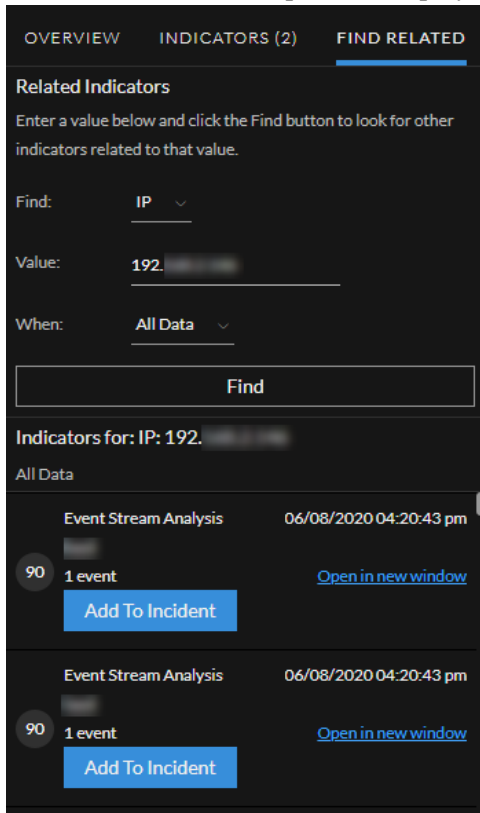 OVERVIEW INDICATORS (2) FIND RELATED
Related Indicators
Enter a value below and click the Find button to look for other
indicators related to that value.
Find: IP
Value: 192.
When: All Data
Find
Indicators for: IP: 192.
All Data
Event Stream Analysis 06/08/2020 04:20:43 pm
90 1 event Open in new window
Add To Incident
Event Stream Analysis 06/08/2020 04:20:43 pm
90 1 event Open in new window
Add To Incident